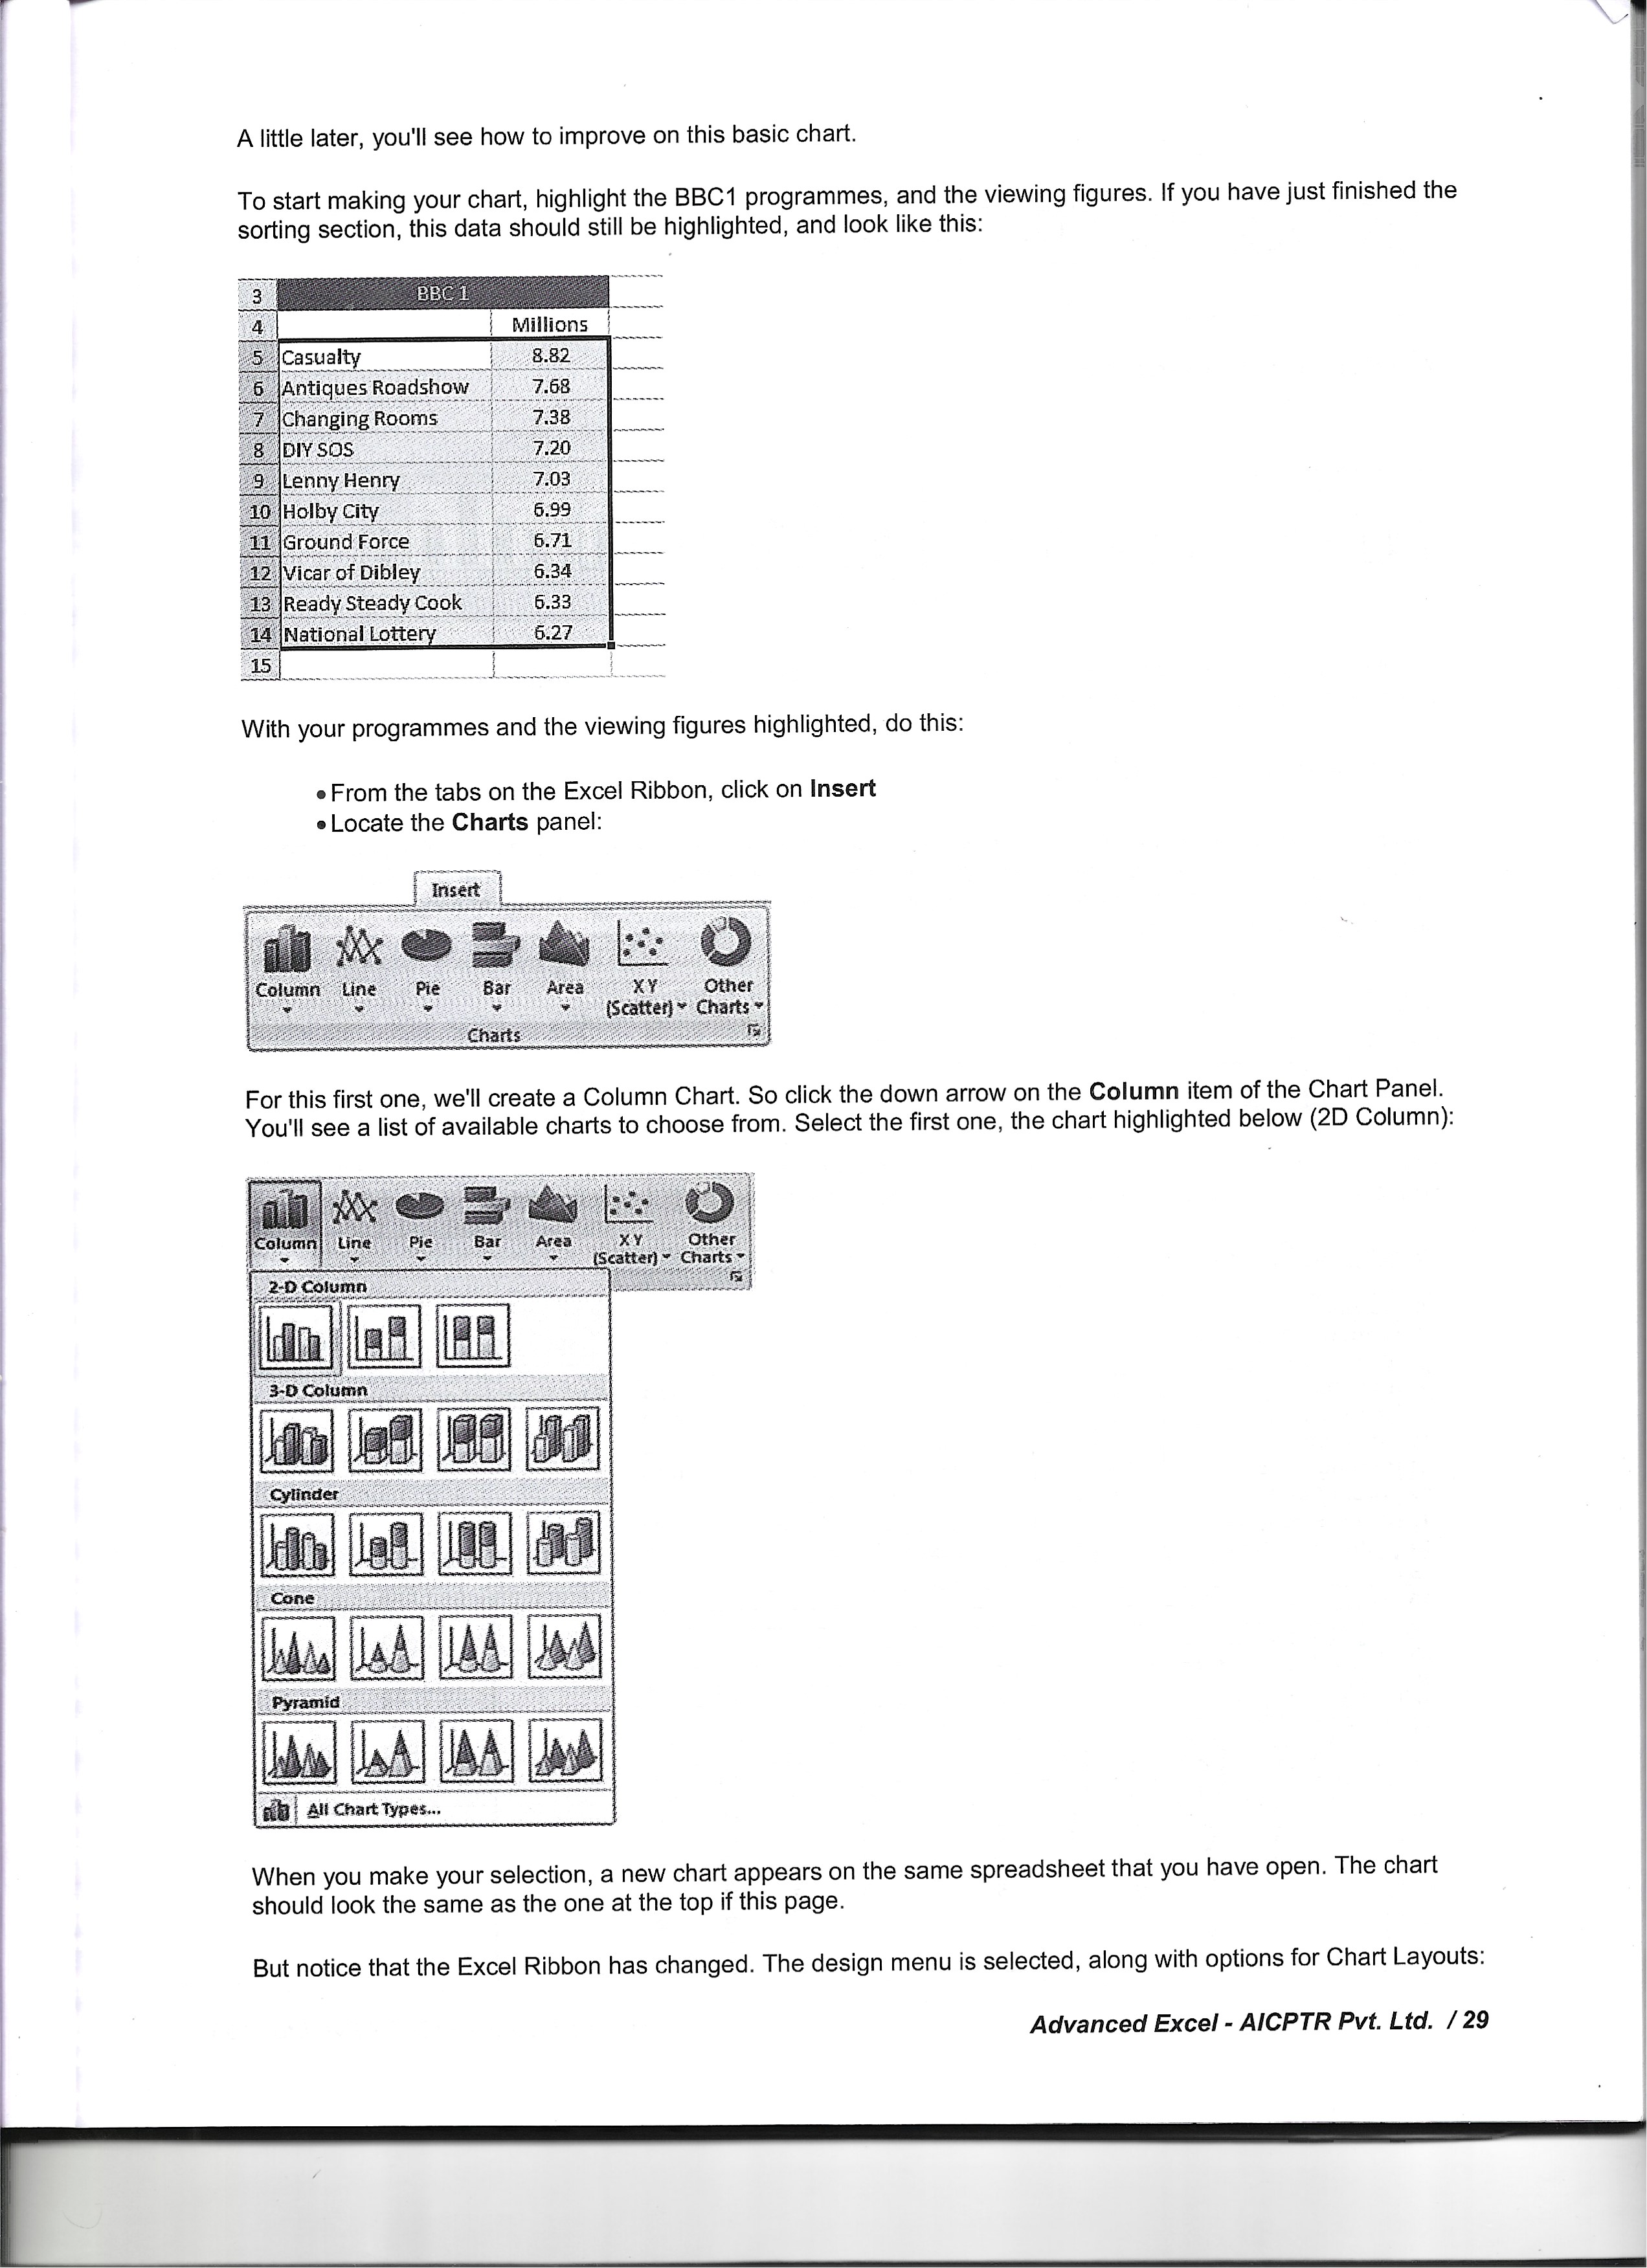 A little later, you'll see how to improve on this basic chart.
To start making your chart, highlight the BBC1 programmes, and the viewing figures. If you have just finished the
sorting section, this data should still be highlighted, and look like this:
3 BBC 1
4 Millions
5 Casualty 8.82
6 Antiques Roadshow 7.68
7 Changing Rooms 7.38
8 DIY SOS 7.20
9 Lenny Henry 7.03
10 Holby City 6.99
11 Ground Force 6.71
12 Vicar of Dibley 6.34
13 Ready Steady Cook 6.33
14 National Lottery 6.27
15
With your programmes and the viewing figures highlighted, do this:
• From the tabs on the Excel Ribbon, click on Insert
• Locate the Charts panel:
Insert
Column Line Pie Bar Area X Y Other
(Scatter) Charts
Charts
For this first one, we'll create a Column Chart. So click the down arrow on the Column item of the Chart Panel.
You'll see a list of available charts to choose from. Select the first one, the chart highlighted below (2D Column):
Column Line Pie Bar Area X Y Other
(Scatter) Charts
2-D Column
3-D Column
Cylinder
Cone
Pyramid
All Chart Types...
When you make your selection, a new chart appears on the same spreadsheet that you have open. The chart
should look the same as the one at the top if this page.
But notice that the Excel Ribbon has changed. The design menu is selected, along with options for Chart Layouts:
Advanced Excel - AICPTR Pvt. Ltd. / 29